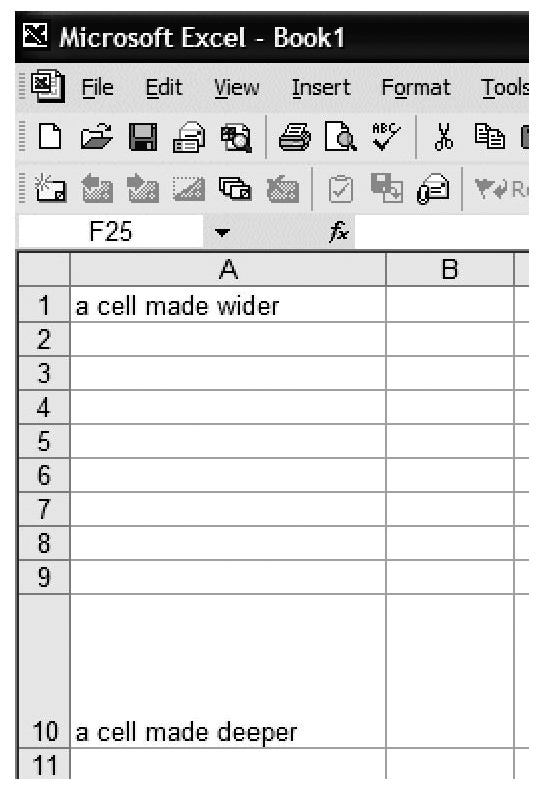 Microsoft Excel - Book1
File Edit View Insert Format Tools
ABC
F25 fx
A B
1 a cell made wider
2
3
4
5
6
7
8
9
10 a cell made deeper
11